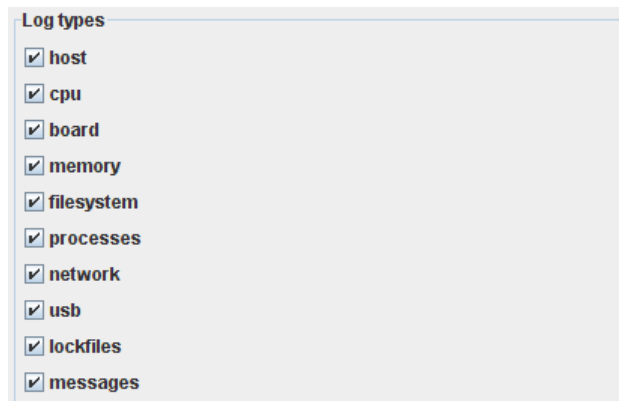 Log types
host
cpu
board
memory
filesystem
processes
network
usb
lockfiles
messages